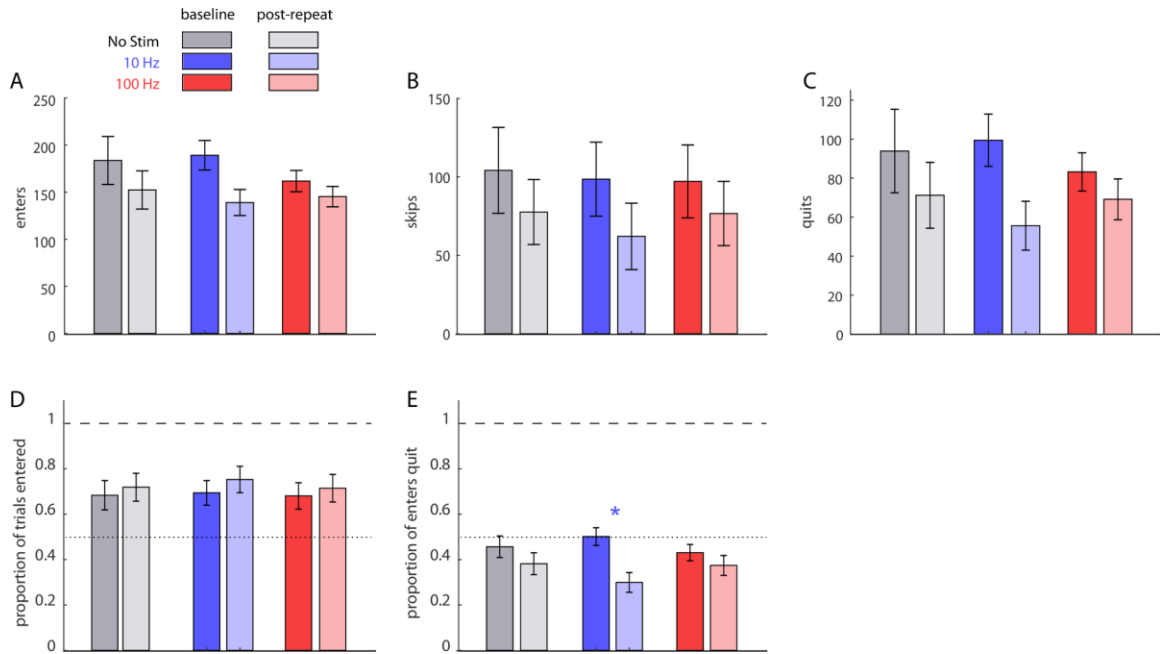 baseline post-repeat
No Stim
10 Hz
100 Hz
A
250
200
150
100
50
0
enters
B
150
100
50
0
skips
C
120
100
80
60
40
20
0
quits
D
1
0.8
0.6
0.4
0.2
0
proportion of trials entered
E
1
0.8
0.6
0.4
0.2
0
proportion of enters quit
*